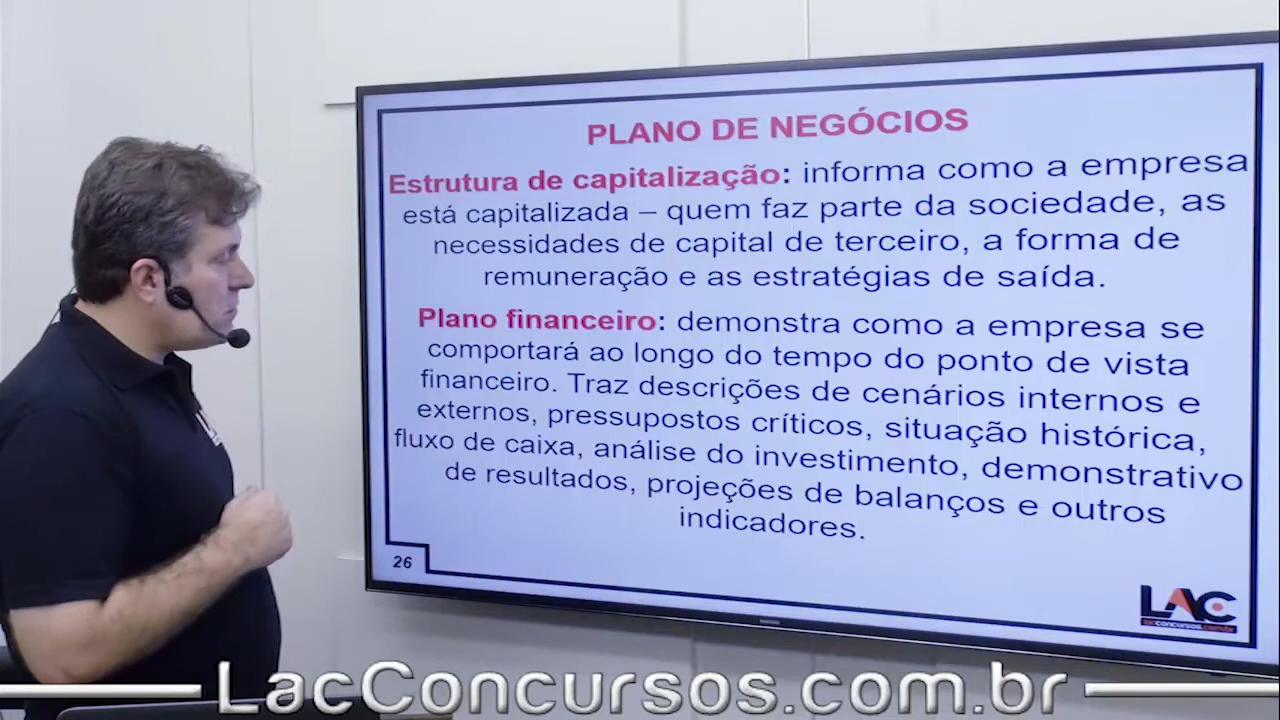 PLANO DE NEGÓCIOS
Estrutura de capitalização: informa como a empresa
está capitalizada – quem faz parte da sociedade, as
necessidades de capital de terceiro, a forma de
remuneração e as estratégias de saída.
Plano financeiro: demonstra como a empresa se
comportará ao longo do tempo do ponto de vista
financeiro. Traz descrições de cenários internos e
externos, pressupostos críticos, situação histórica,
fluxo de caixa, análise do investimento, demonstrativo
de resultados, projeções de balanços e outros
indicadores.
26
LAC
lacconcursos.com.br
LacConcursos.com.br